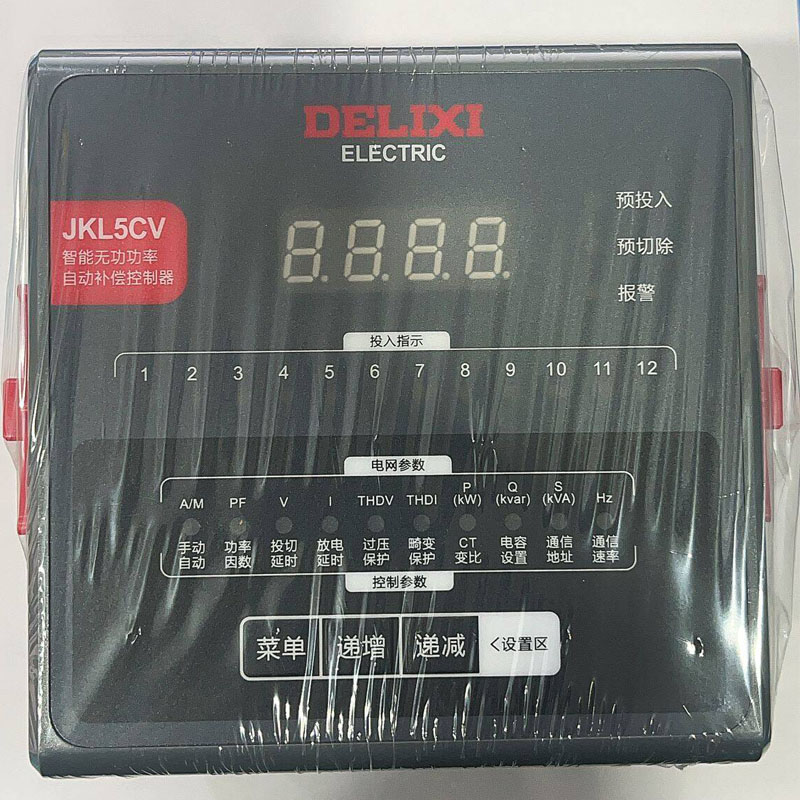 DELIXI
ELECTRIC
JKL5CV
智能无功功率
自动补偿控制器
8.8.8.8.
预投入
预切除
报警
投入指示
1 2 3 4 5 6 7 8 9 10 11 12
电网参数
A/M PF V I THDV THDI P(kW) Q(kvar) S(kVA) Hz
手动 功率 投切 放电 过压 畸变 CT 电容 通信 通信
自动 因数 延时 延时 保护 保护 变比 设置 地址 速率
控制参数
菜单 递增 递减 <设置区